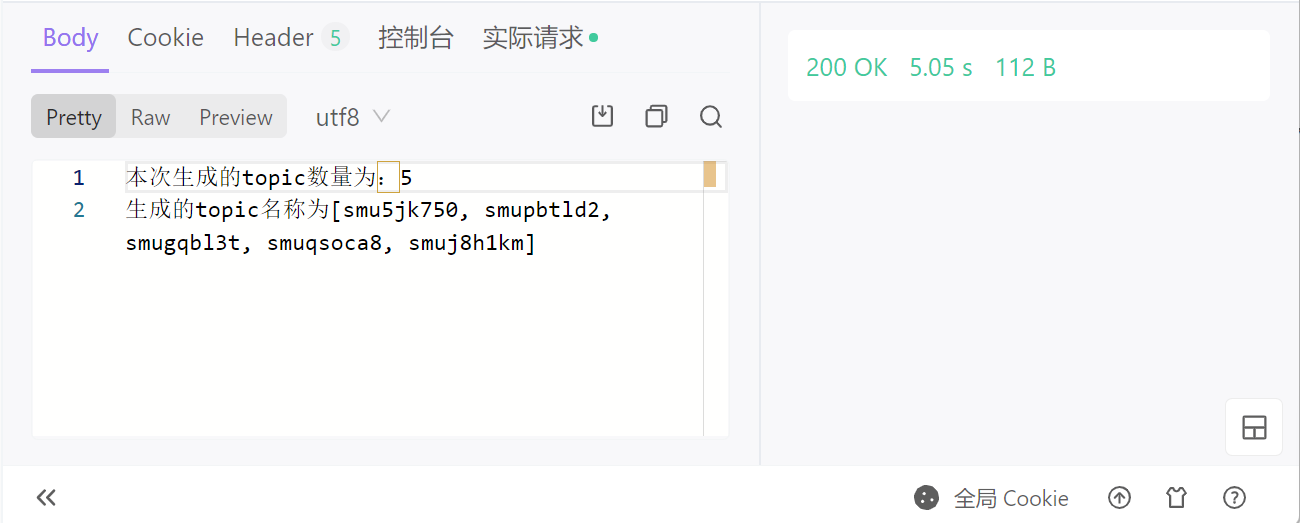 Body Cookie Header 5 控制台 实际请求
200 OK 5.05 s 112 B
Pretty Raw Preview utf8
1 本次生成的topic数量为：5
2 生成的topic名称为[smu5jk750, smupbtld2,
smugqbl3t, smuqsoca8, smuj8h1km]
全局 Cookie